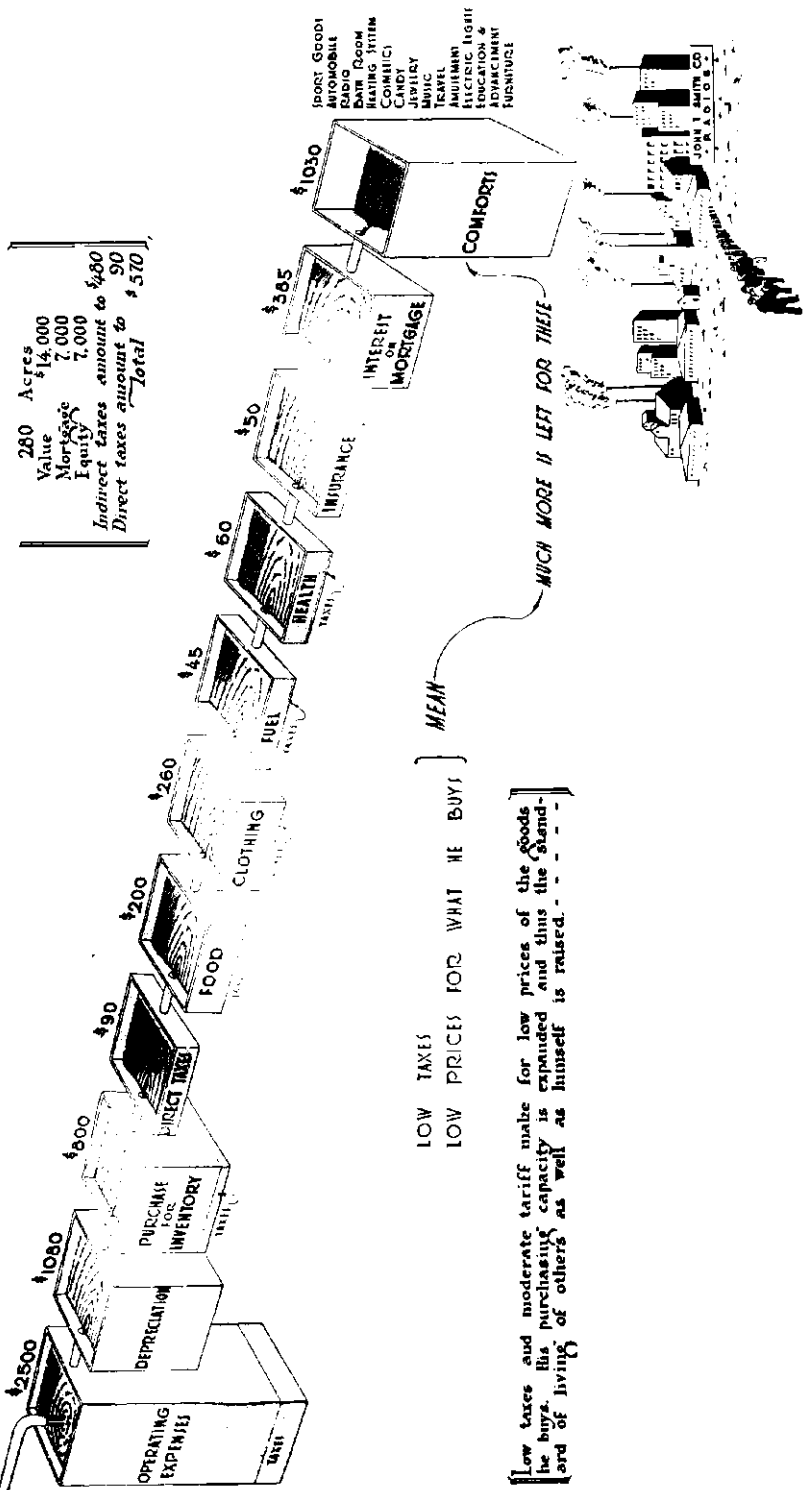 280 Acres
Value $14,000
Mortgage 7,000
Equity 7,000
Indirect taxes amount to $480
Direct taxes amount to 90
Total $570
$2500
OPERATING
EXPENSES
TAXES
$1080
DEPRECIATION
$800
PURCHASE
FOR
INVENTORY
TAXES
$90
DIRECT TAXES
$200
FOOD
$260
CLOTHING
$45
FUEL
TAXES
$60
HEALTH
TAXES
$50
INSURANCE
$385
INTEREST
ON
MORTGAGE
$1030
COMFORTS
SPORT GOODS
AUTOMOBILE
RADIO
BATH ROOM
HEATING SYSTEM
COSMETICS
CANDY
JEWELRY
MUSIC
TRAVEL
AMUSEMENT
ELECTRIC LIGHTS
EDUCATION &
ADVANCEMENT
FURNITURE
LOW TAXES
LOW PRICES FOR WHAT HE BUYS
MEAN
MUCH MORE IS LEFT FOR THESE
JOHN T SMITH CO
RADIOS
Low taxes and moderate tariff make for low prices of the goods
he buys. His purchasing capacity is expanded and thus the stand-
ard of living of others as well as himself is raised. - - - - -